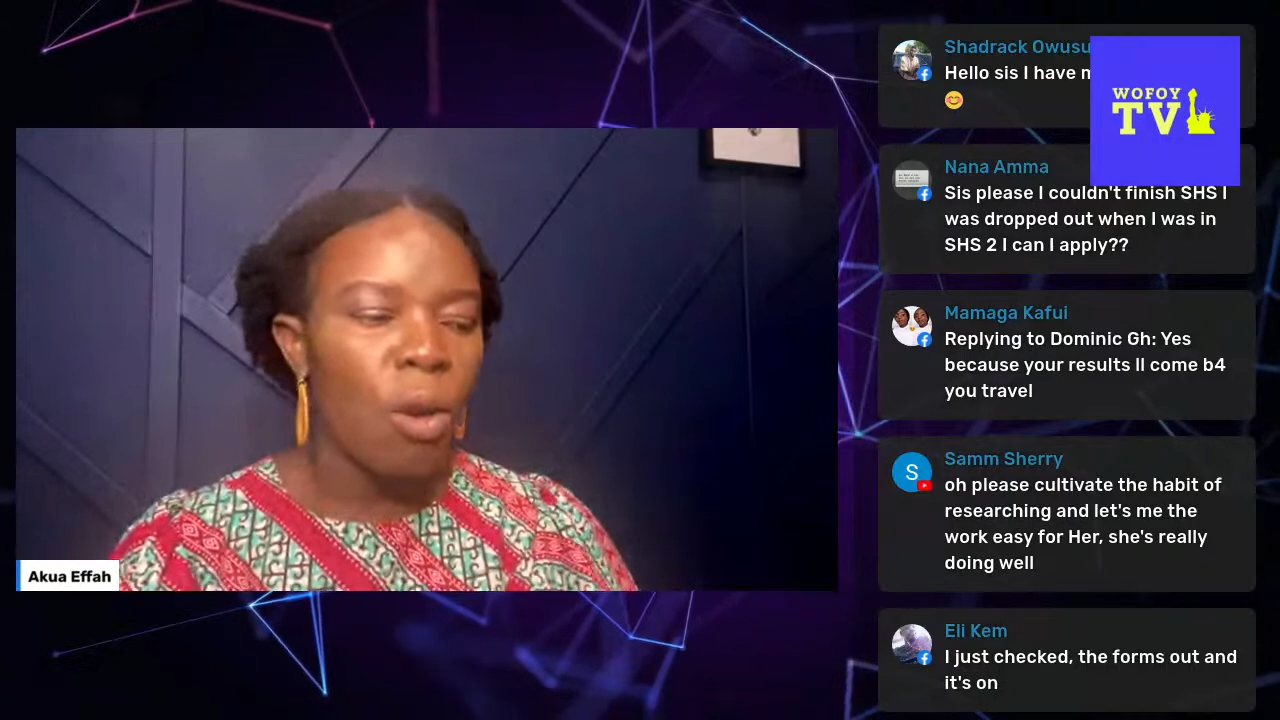 Shadrack Owusu
Hello sis I have
😊
WOFOY
TV
Nana Amma
Sis please I couldn't finish SHS I
was dropped out when I was in
SHS 2 I can I apply??
Mamaga Kafui
Replying to Dominic Gh: Yes
because your results ll come b4
you travel
S
Samm Sherry
oh please cultivate the habit of
researching and let's me the
work easy for Her, she's really
doing well
Eli Kem
I just checked, the forms out and
it's on
Akua Effah